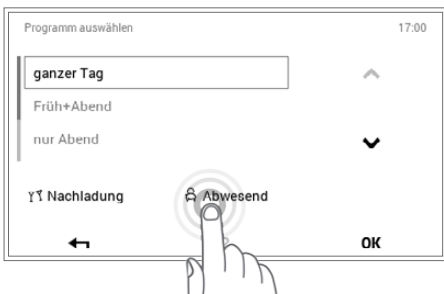 Programm auswählen 17:00
ganzer Tag
Früh+Abend
nur Abend
Nachladung Abwesend
OK